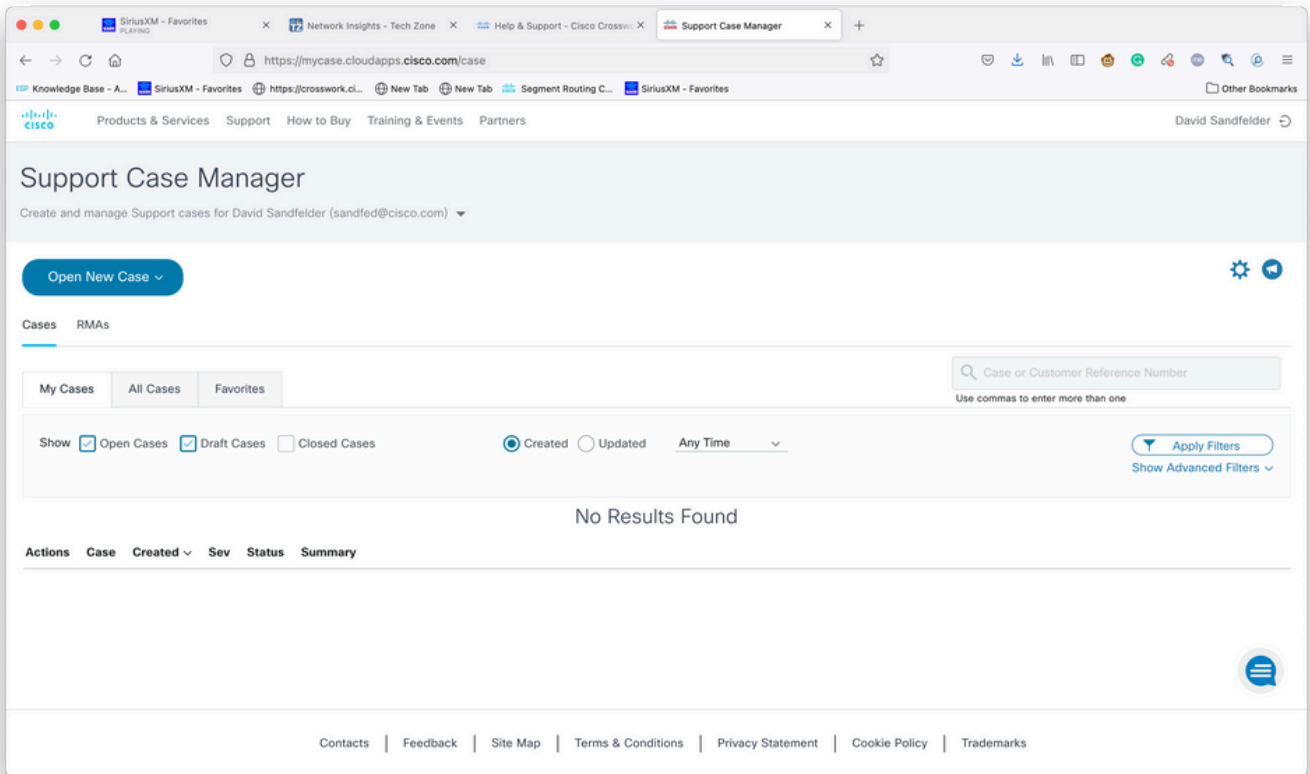 SiriusXM - Favorites
PLAYING
Network Insights - Tech Zone
Help & Support - Cisco Crossw
Support Case Manager
https://mycase.cloudapps.cisco.com/case
Knowledge Base - A... SiriusXM - Favorites https://crosswork.ci... New Tab New Tab Segment Routing C... SiriusXM - Favorites Other Bookmarks
CISCO Products & Services Support How to Buy Training & Events Partners David Sandfelder
Support Case Manager
Create and manage Support cases for David Sandfelder (sandfed@cisco.com)
Open New Case
Cases RMAs
My Cases All Cases Favorites
Case or Customer Reference Number
Use commas to enter more than one
Show Open Cases Draft Cases Closed Cases Created Updated Any Time Apply Filters
Show Advanced Filters
No Results Found
Actions Case Created Sev Status Summary
Contacts | Feedback | Site Map | Terms & Conditions | Privacy Statement | Cookie Policy | Trademarks